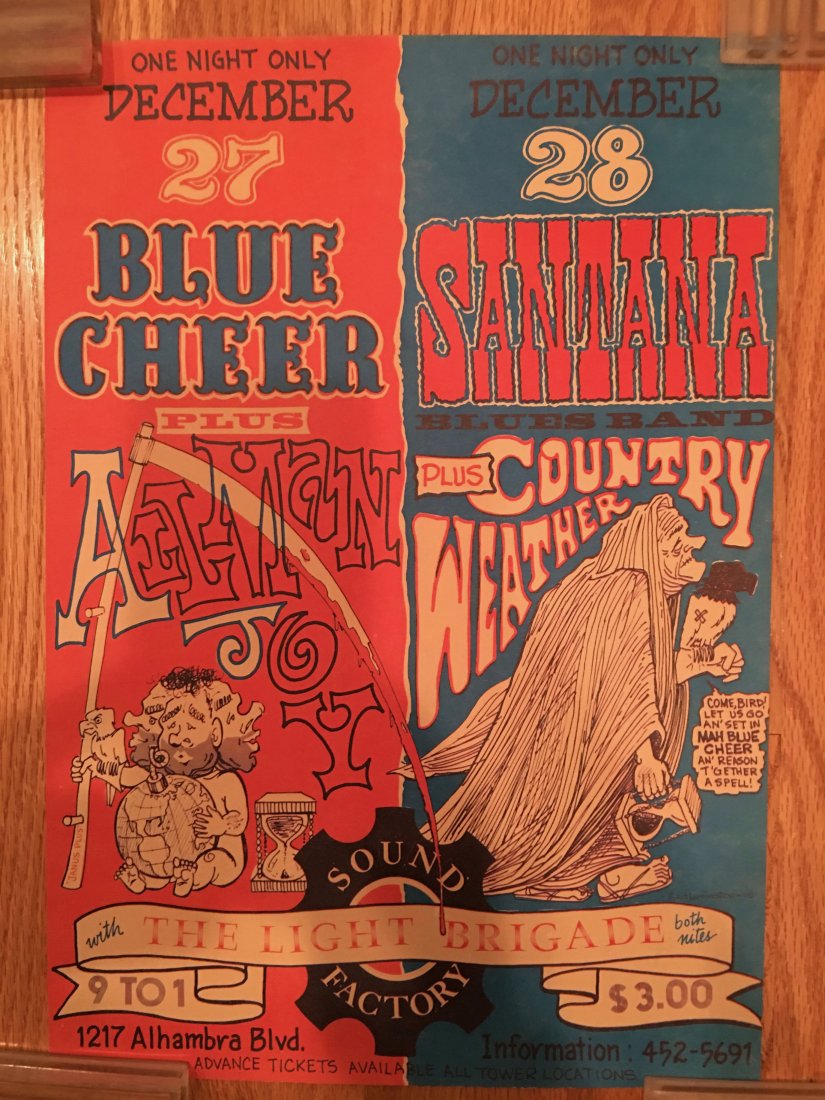 ONE NIGHT ONLY
DECEMBER
27
BLUE
CHEER
PLUS
ALLMAN
JOY
JANUS PLUS
ONE NIGHT ONLY
DECEMBER
28
SANTANA
BLUES BAND
PLUS COUNTRY
WEATHER
COME, BIRD!
LET US GO
AN' SET IN
MAH BLUE
CHEER
AN' REASON
T'GETHER
A SPELL!
SOUND
with THE LIGHT BRIGADE both nites
FACTORY
9 TO 1
$3.00
1217 Alhambra Blvd.
Information: 452-5691
ADVANCE TICKETS AVAILABLE ALL TOWER LOCATIONS